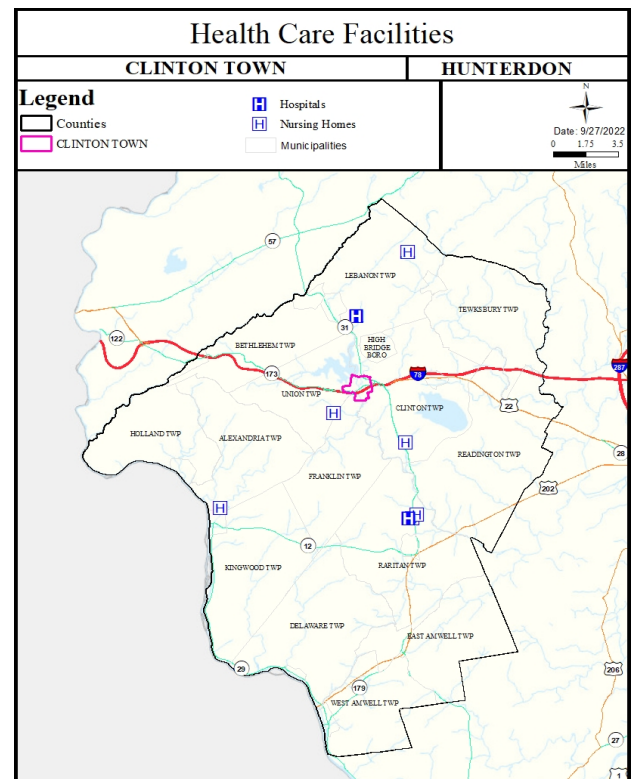 Health Care Facilities
CLINTON TOWN
HUNTERDON
Legend
Counties
CLINTON TOWN
H Hospitals
H Nursing Homes
Municipalities
N
Date: 9/27/2022
0 1.75 3.5
Miles
57
H
LEBANON TWP
TEWKSBURY TWP
H
31
122
BETHLEHEM TWP
HIGH
BRIDGE
BORO
287
173
78
UNION TWP
CLINTON TWP
22
H
HOLLAND TWP
ALEXANDRIA TWP
H
READINGTON TWP
28
FRANKLIN TWP
202
H
H H
12
KINGWOOD TWP
RARITAN TWP
DELAWARE TWP
EAST AMWELL TWP
29
206
179
WEST AMWELL TWP
27
1